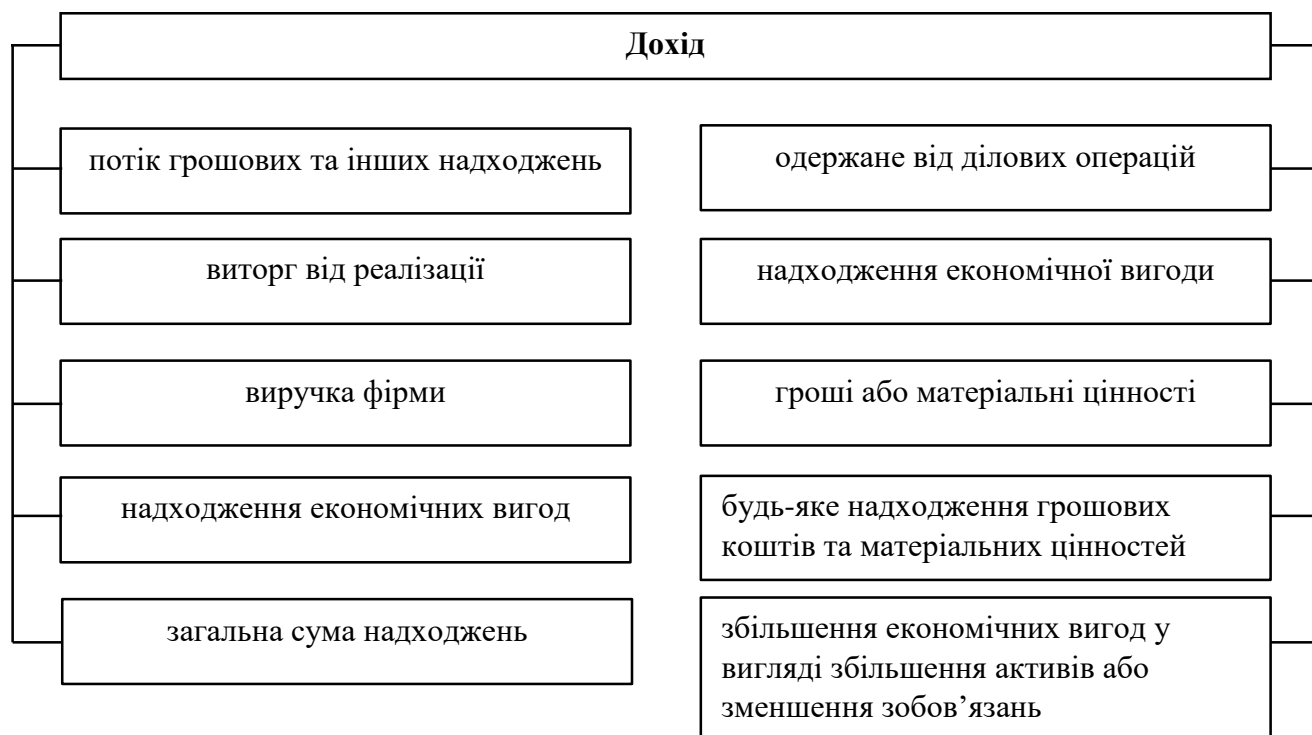 Дохід
потік грошових та інших надходжень
виторг від реалізації
виручка фірми
надходження економічних вигод
загальна сума надходжень
одержане від ділових операцій
надходження економічної вигоди
гроші або матеріальні цінності
будь-яке надходження грошових
коштів та матеріальних цінностей
збільшення економічних вигод у
вигляді збільшення активів або
зменшення зобов’язань